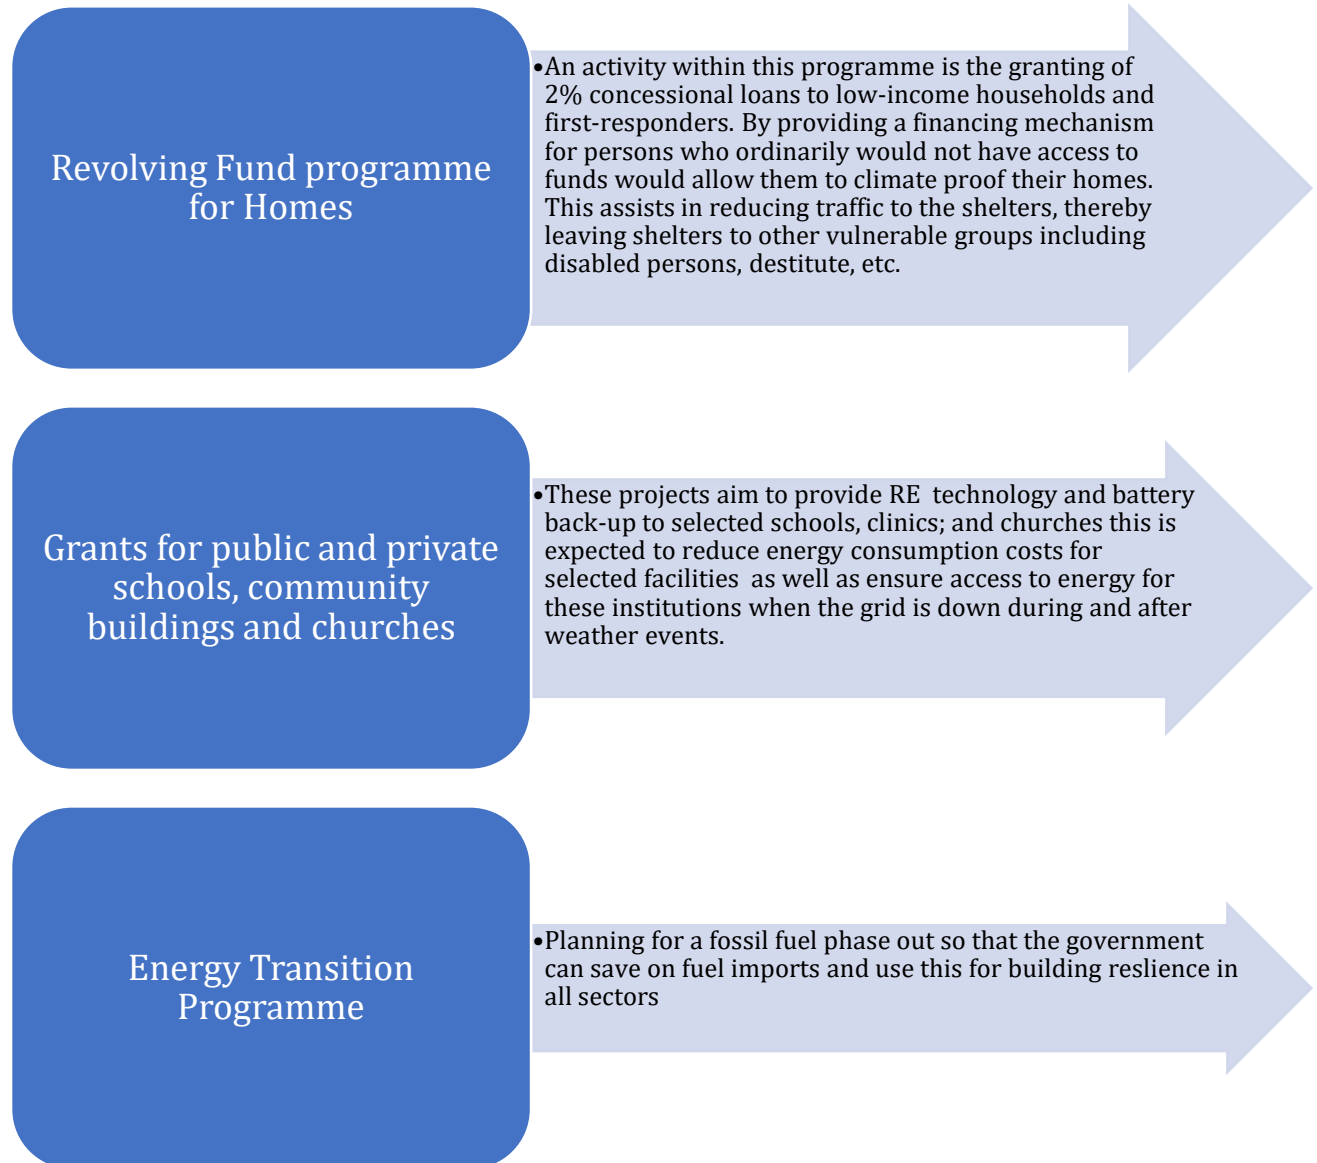 Revolving Fund programme
for Homes
•An activity within this programme is the granting of
2% concessional loans to low-income households and
first-responders. By providing a financing mechanism
for persons who ordinarily would not have access to
funds would allow them to climate proof their homes.
This assists in reducing traffic to the shelters, thereby
leaving shelters to other vulnerable groups including
disabled persons, destitute, etc.
Grants for public and private
schools, community
buildings and churches
•These projects aim to provide RE  technology and battery
back-up to selected schools, clinics; and churches this is
expected to reduce energy consumption costs for
selected facilities  as well as ensure access to energy for
these institutions when the grid is down during and after
weather events.
Energy Transition
Programme
•Planning for a fossil fuel phase out so that the government
can save on fuel imports and use this for building reslience in
all sectors